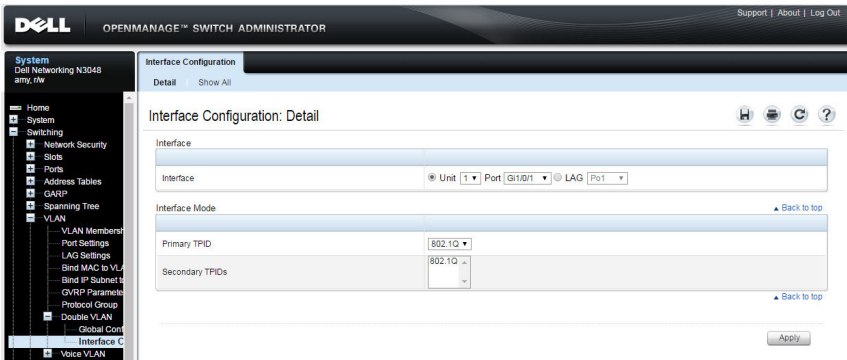 Support | About | Log Out
DELL OPENMANAGE™ SWITCH ADMINISTRATOR
System
Dell Networking N3048
amy, r/w
Home
System
Switching
Network Security
Slots
Ports
Address Tables
GARP
Spanning Tree
VLAN
VLAN Membersh
Port Settings
LAG Settings
Bind MAC to VLA
Bind IP Subnet to
GVRP Paramete
Protocol Group
Double VLAN
Global Conf
Interface C
Voice VLAN
Interface Configuration
Detail Show All
Interface Configuration: Detail
Interface
Interface Unit 1 Port Gi1/0/1 LAG Po1
Interface Mode Back to top
Primary TPID 802.1Q
Secondary TPIDs 802.1Q
Back to top
Apply